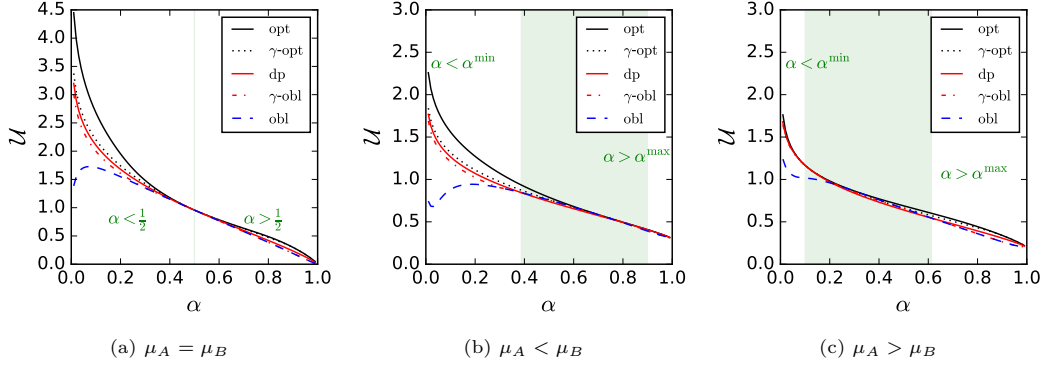 4.5
4.0
3.5
3.0
2.5
2.0
1.5
1.0
0.5
0.0
𝒰
0.0 0.2 0.4 0.6 0.8 1.0
α
opt
γ-opt
dp
γ-obl
obl
α < 1/2
α > 1/2
(a) μ_A = μ_B
3.0
2.5
2.0
1.5
1.0
0.5
0.0
𝒰
0.0 0.2 0.4 0.6 0.8 1.0
α
opt
γ-opt
dp
γ-obl
obl
α < α^min
α > α^max
(b) μ_A < μ_B
3.0
2.5
2.0
1.5
1.0
0.5
0.0
𝒰
0.0 0.2 0.4 0.6 0.8 1.0
α
opt
γ-opt
dp
γ-obl
obl
α < α^min
α > α^max
(c) μ_A > μ_B